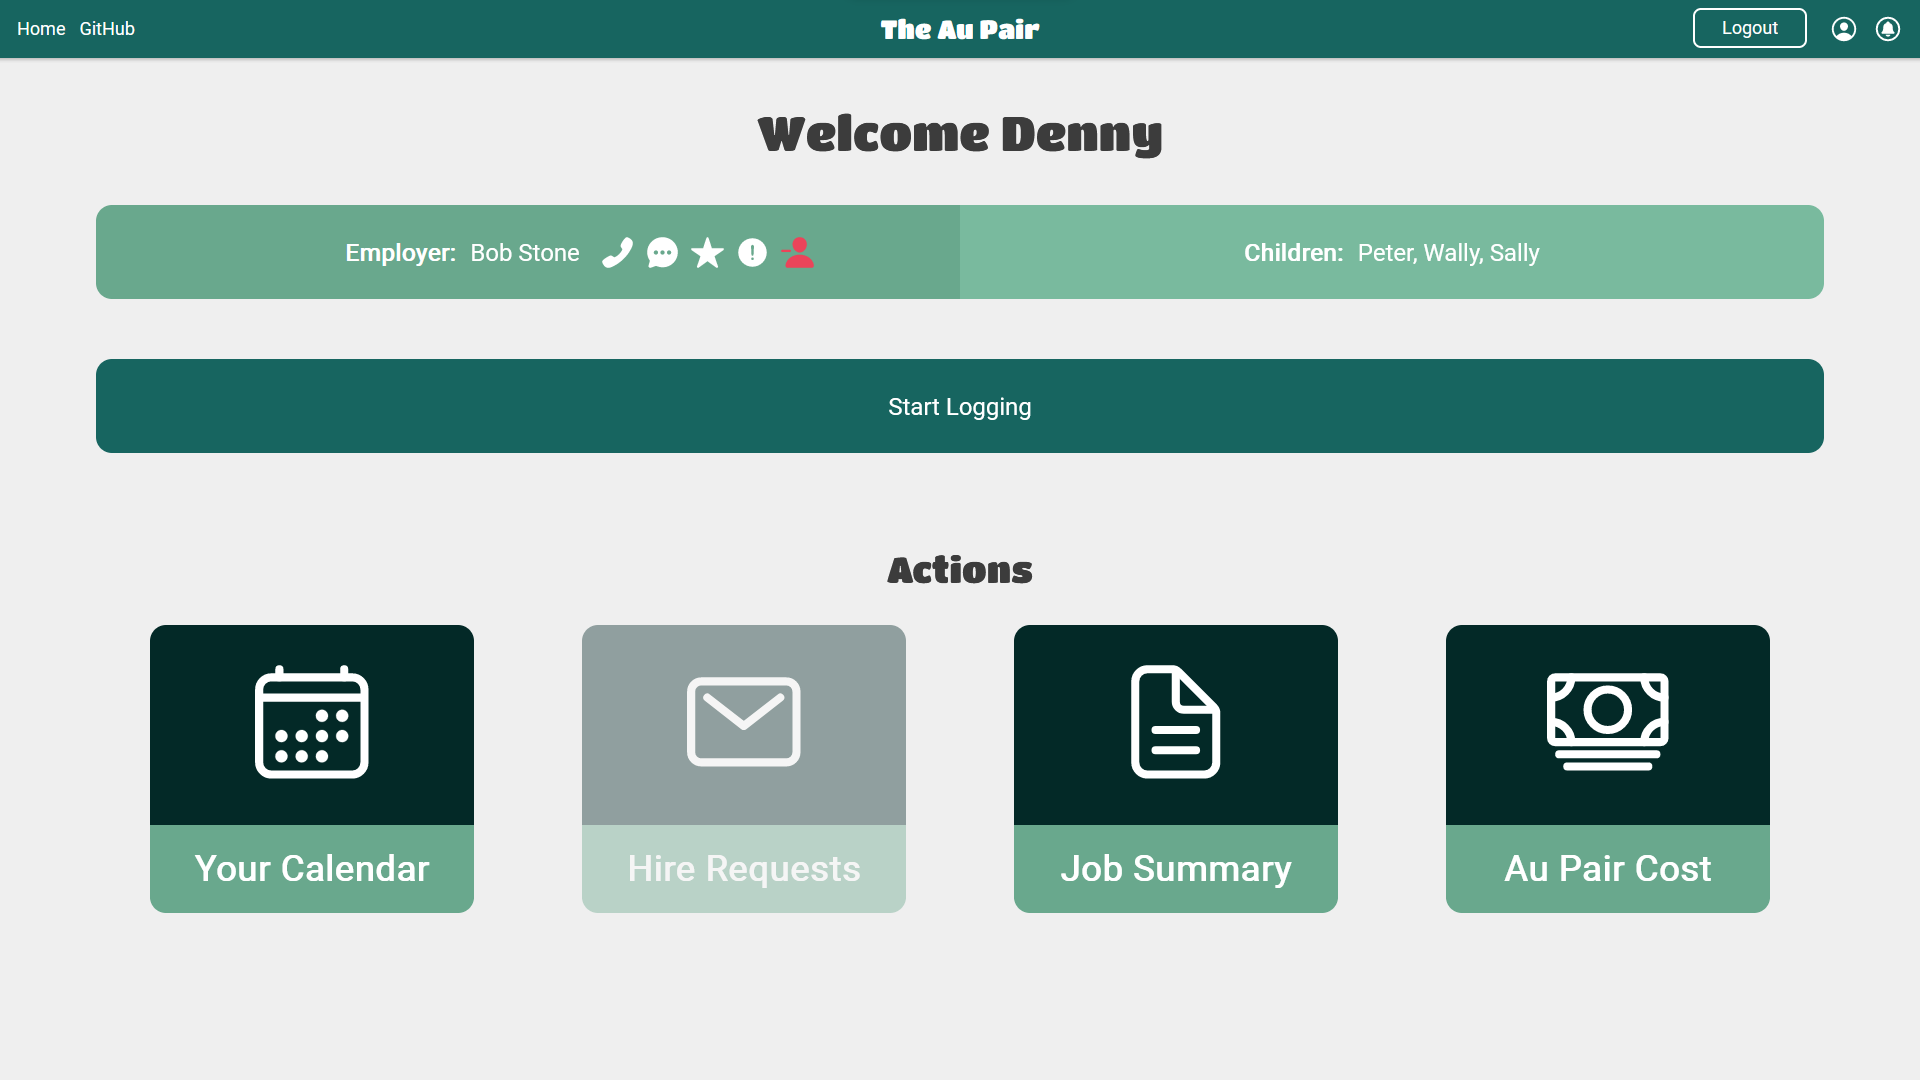 Home GitHub The Au Pair Logout
Welcome Denny
Employer: Bob Stone Children: Peter, Wally, Sally
Start Logging
Actions
Your Calendar Hire Requests Job Summary Au Pair Cost